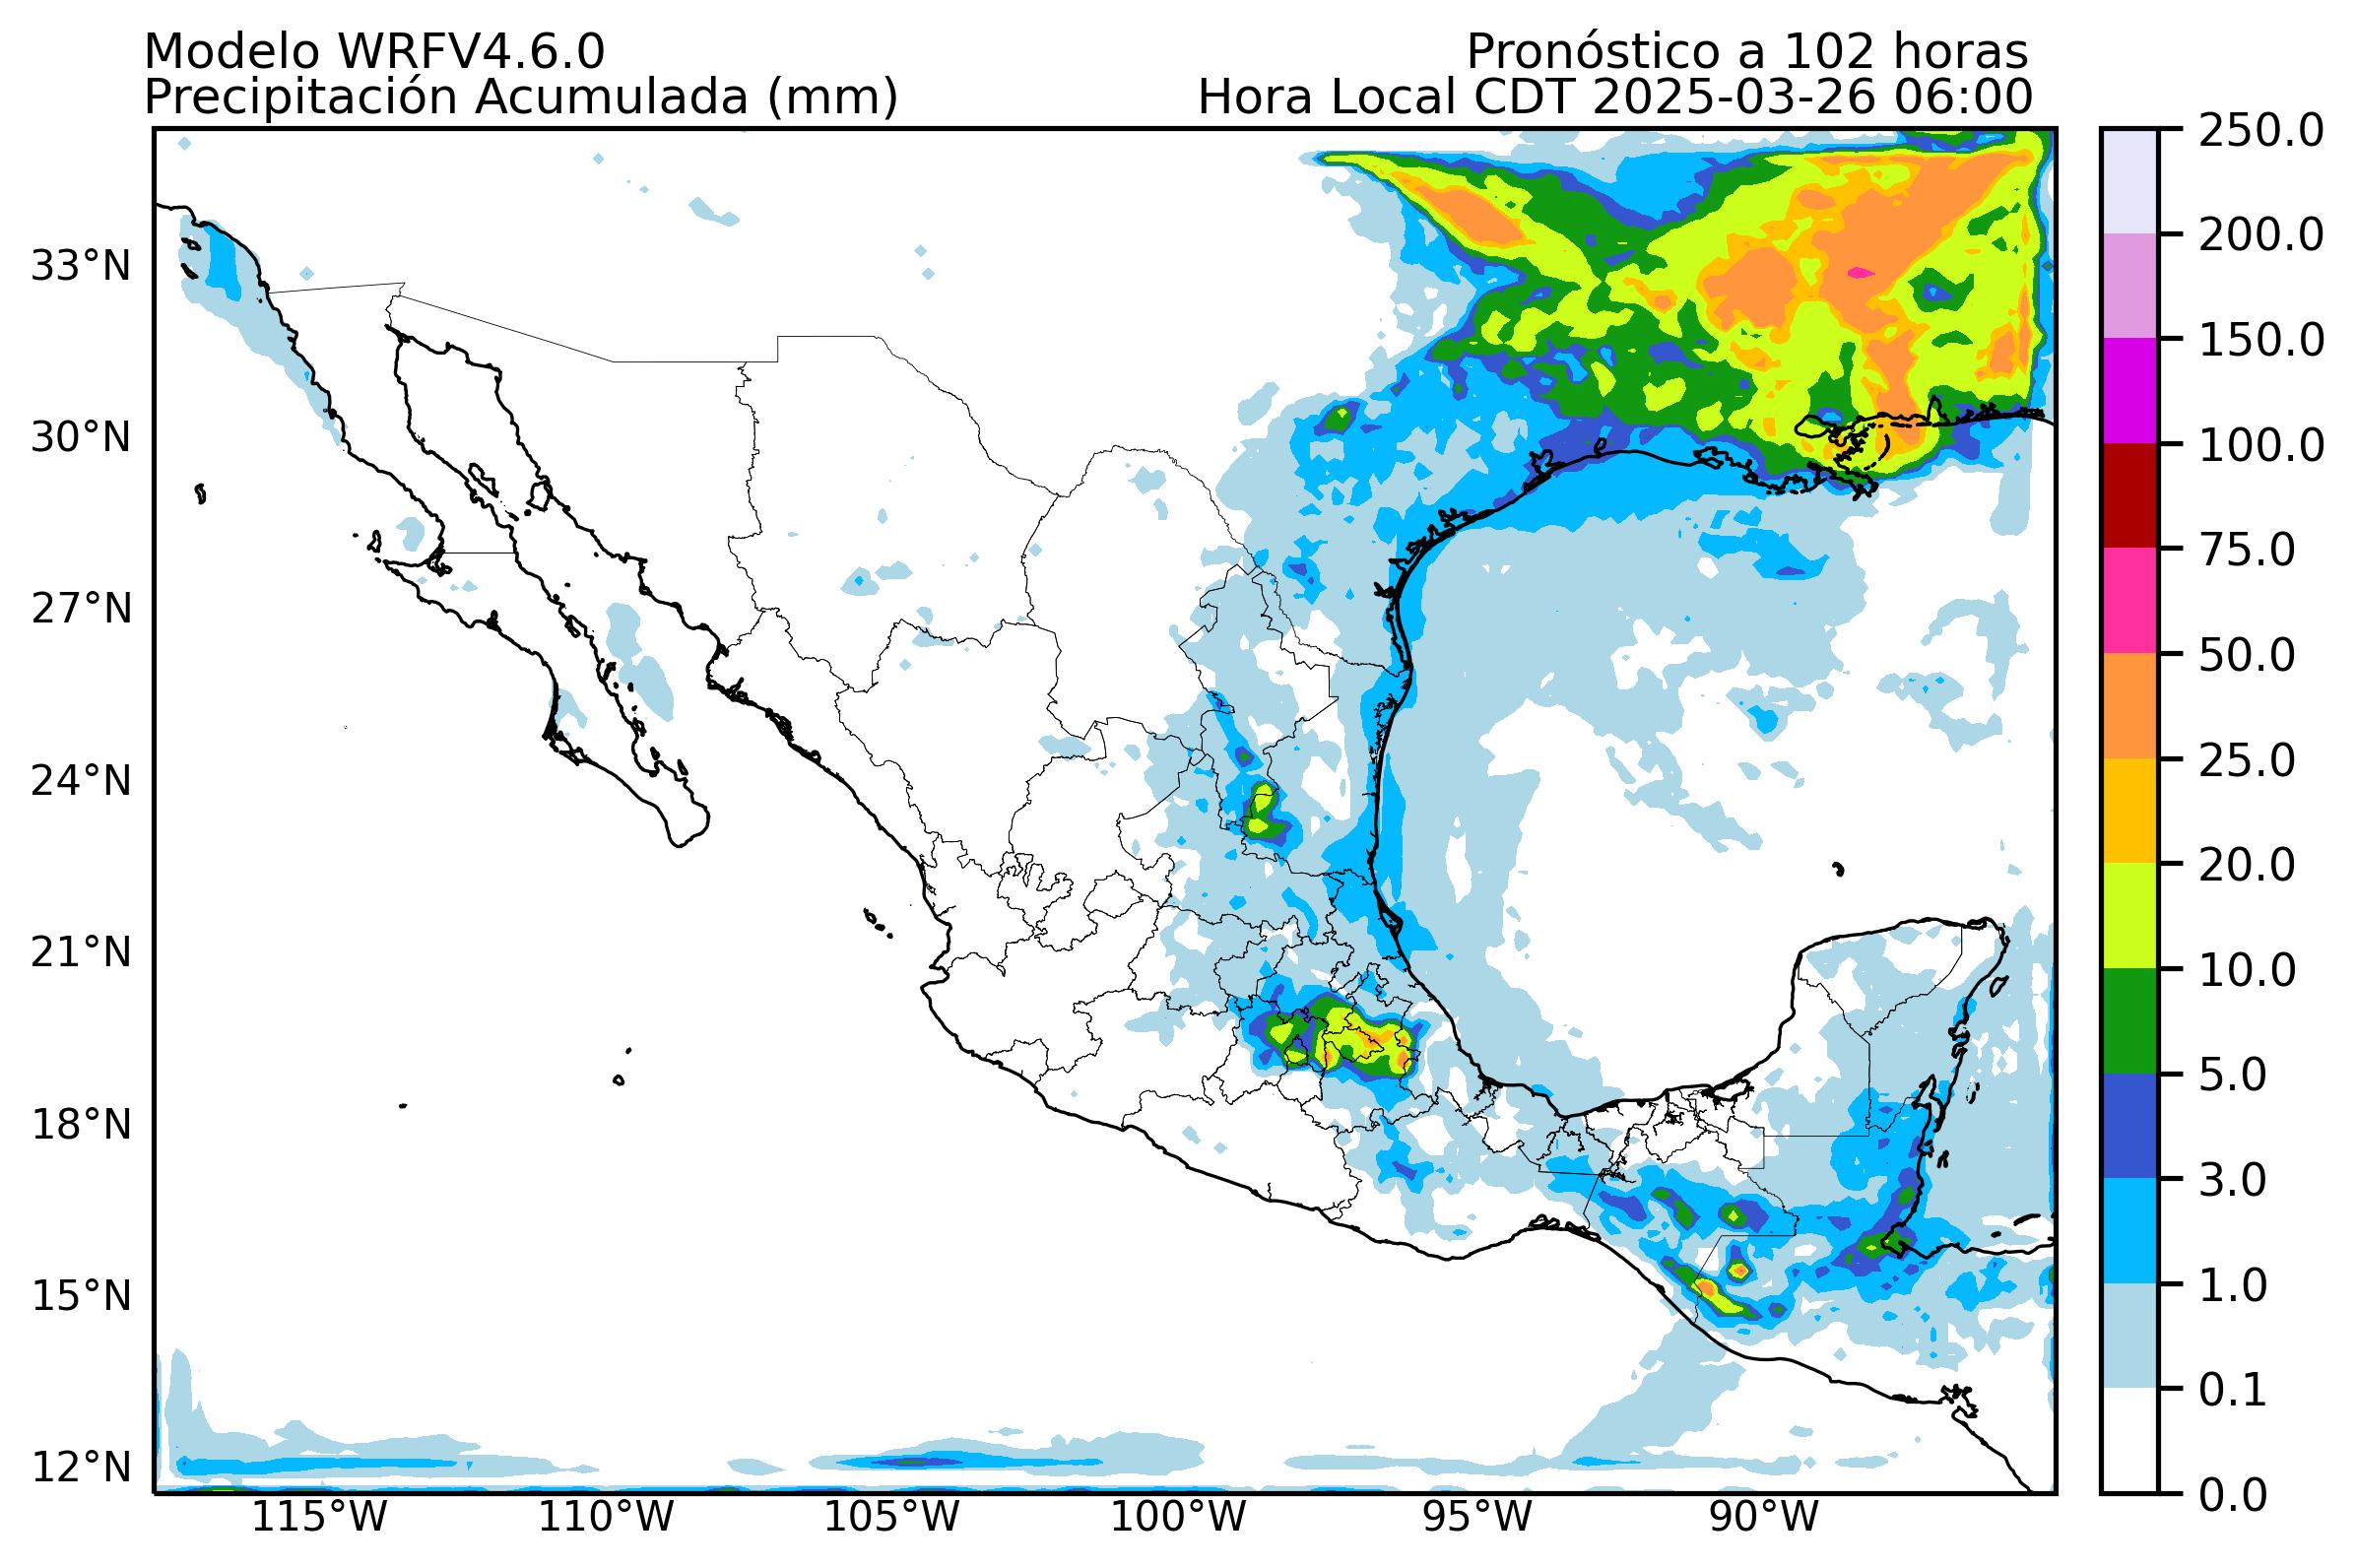 Modelo WRFV4.6.0
Pronóstico a 102 horas
Precipitación Acumulada (mm)
Hora Local CDT 2025-03-26 06:00
33°N
30°N
27°N
24°N
21°N
18°N
15°N
12°N
115°W
110°W
105°W
100°W
95°W
90°W
250.0
200.0
150.0
100.0
75.0
50.0
25.0
20.0
10.0
5.0
3.0
1.0
0.1
0.0